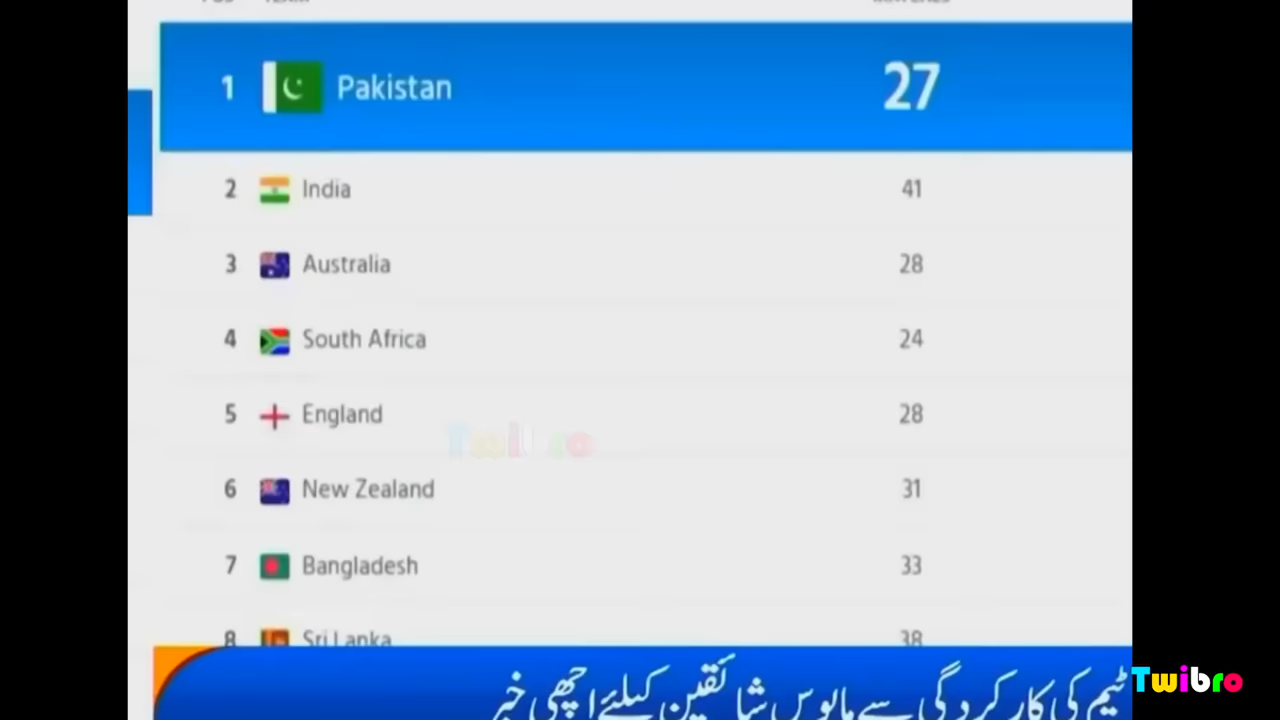 1 Pakistan 27
2 India 41
3 Australia 28
4 South Africa 24
5 England 28
6 New Zealand 31
7 Bangladesh 33
8 Sri Lanka 38
Twibro
ٹیم کی کارکردگی سے مایوس شائقین کیلئے اچھی خبر
Twibro